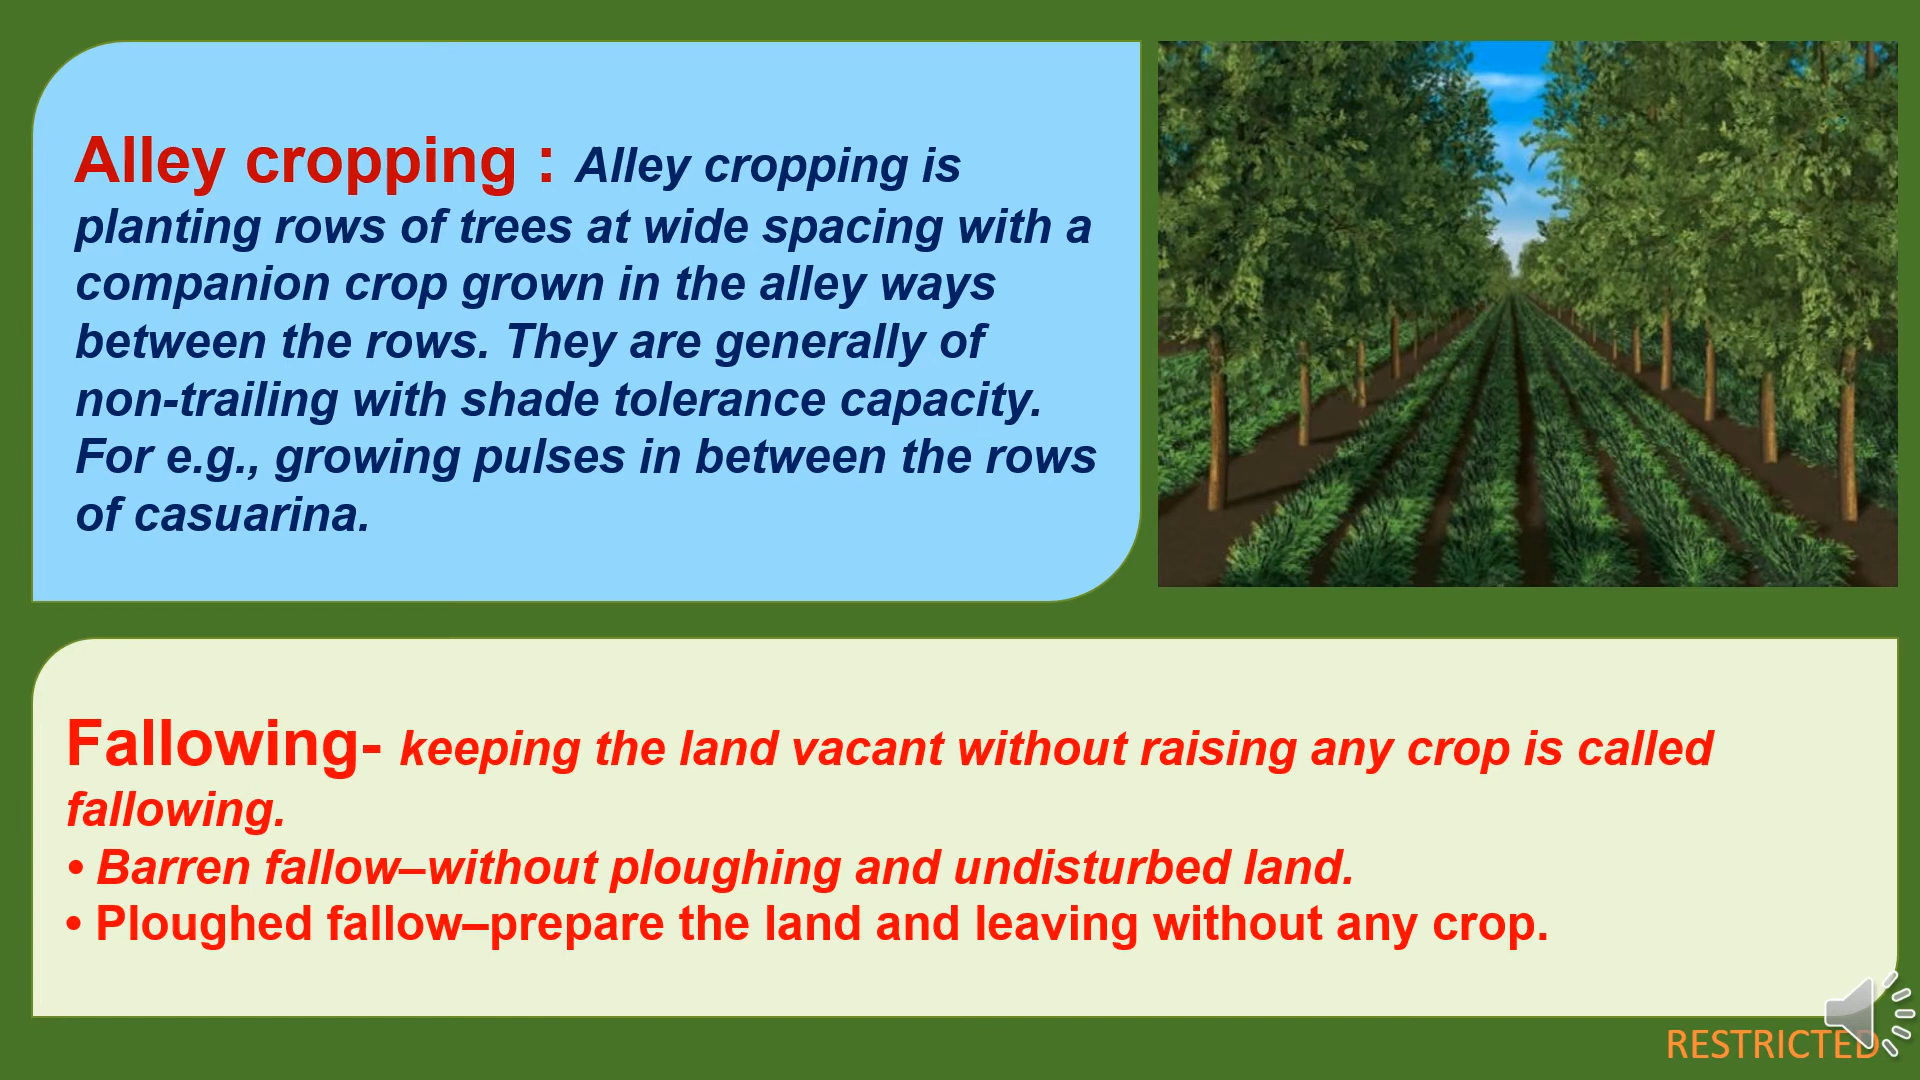 Alley cropping : Alley cropping is
planting rows of trees at wide spacing with a
companion crop grown in the alley ways
between the rows. They are generally of
non-trailing with shade tolerance capacity.
For e.g., growing pulses in between the rows
of casuarina.
Fallowing- keeping the land vacant without raising any crop is called
fallowing.
• Barren fallow–without ploughing and undisturbed land.
• Ploughed fallow–prepare the land and leaving without any crop.
RESTRICTED